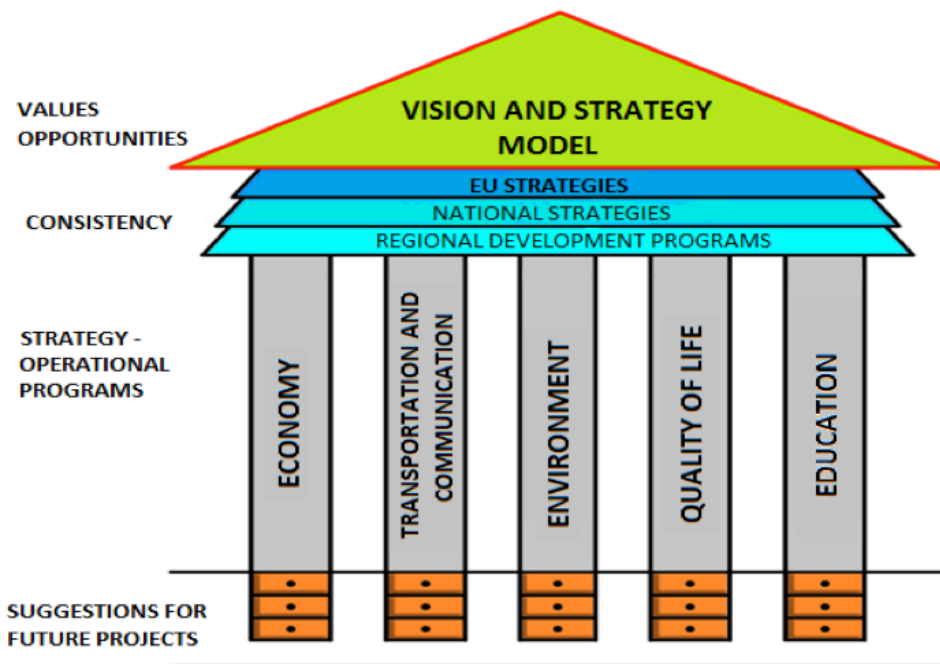 VALUES
OPPORTUNITIES
VISION AND STRATEGY
MODEL
CONSISTENCY
EU STRATEGIES
NATIONAL STRATEGIES
REGIONAL DEVELOPMENT PROGRAMS
STRATEGY -
OPERATIONAL
PROGRAMS
ECONOMY
TRANSPORTATION AND
COMMUNICATION
ENVIRONMENT
QUALITY OF LIFE
EDUCATION
SUGGESTIONS FOR
FUTURE PROJECTS